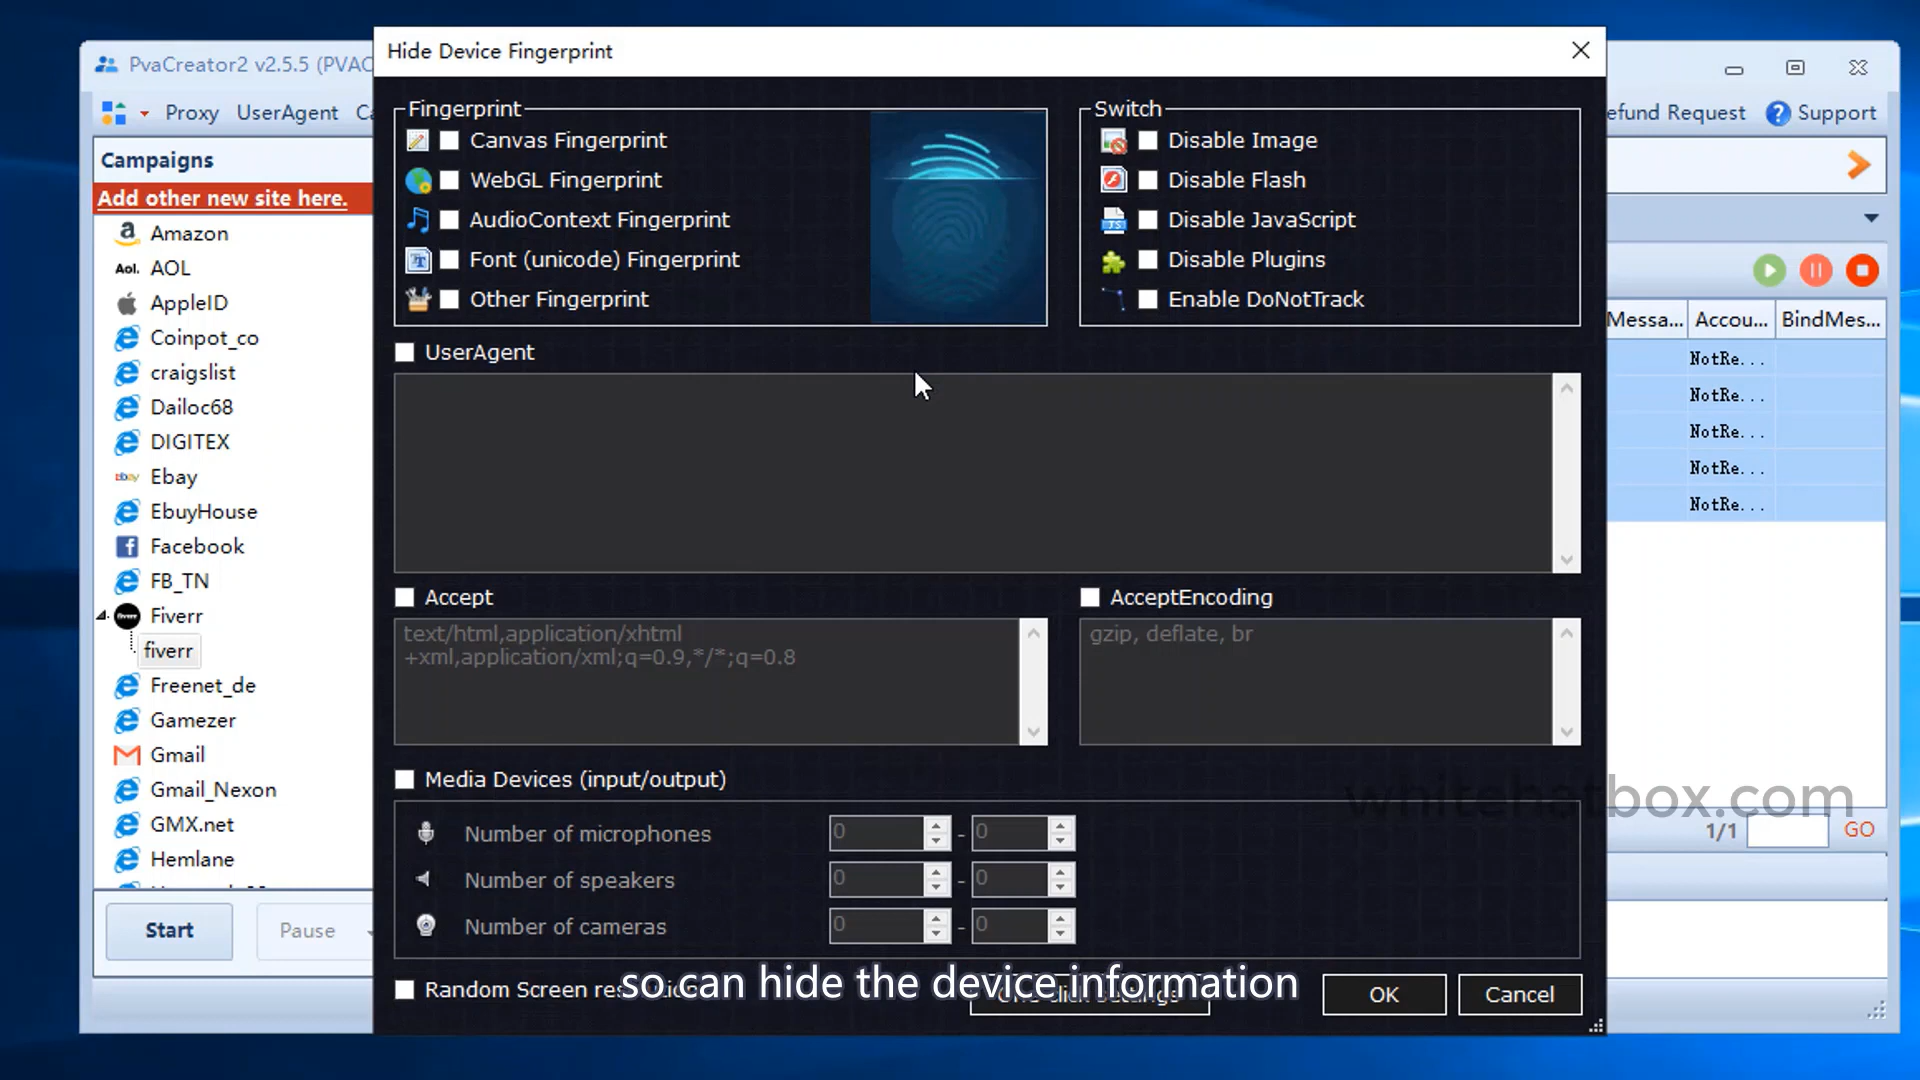 PvaCreator2 v2.5.5 (PVAC
Hide Device Fingerprint
Proxy UserAgent Ca
efund Request Support
Campaigns
Add other new site here.
Amazon
Aol. AOL
AppleID
Coinpot_co
craigslist
Dailoc68
DIGITEX
ebay Ebay
EbuyHouse
Facebook
FB_TN
Fiverr
fiverr
Freenet_de
Gamezer
Gmail
Gmail_Nexon
GMX.net
Hemlane
Start Pause
Fingerprint
Canvas Fingerprint
WebGL Fingerprint
AudioContext Fingerprint
Font (unicode) Fingerprint
Other Fingerprint
Switch
Disable Image
Disable Flash
JS Disable JavaScript
Disable Plugins
Enable DoNotTrack
UserAgent
Accept
text/html,application/xhtml
+xml,application/xml;q=0.9,*/*;q=0.8
AcceptEncoding
gzip, deflate, br
Media Devices (input/output)
Number of microphones 0 - 0
Number of speakers 0 - 0
Number of cameras 0 - 0
Random Screen
OK Cancel
so can hide the device information
Messa... Accou... BindMes...
NotRe...
NotRe...
NotRe...
NotRe...
NotRe...
whitehatbox.com
1/1 GO